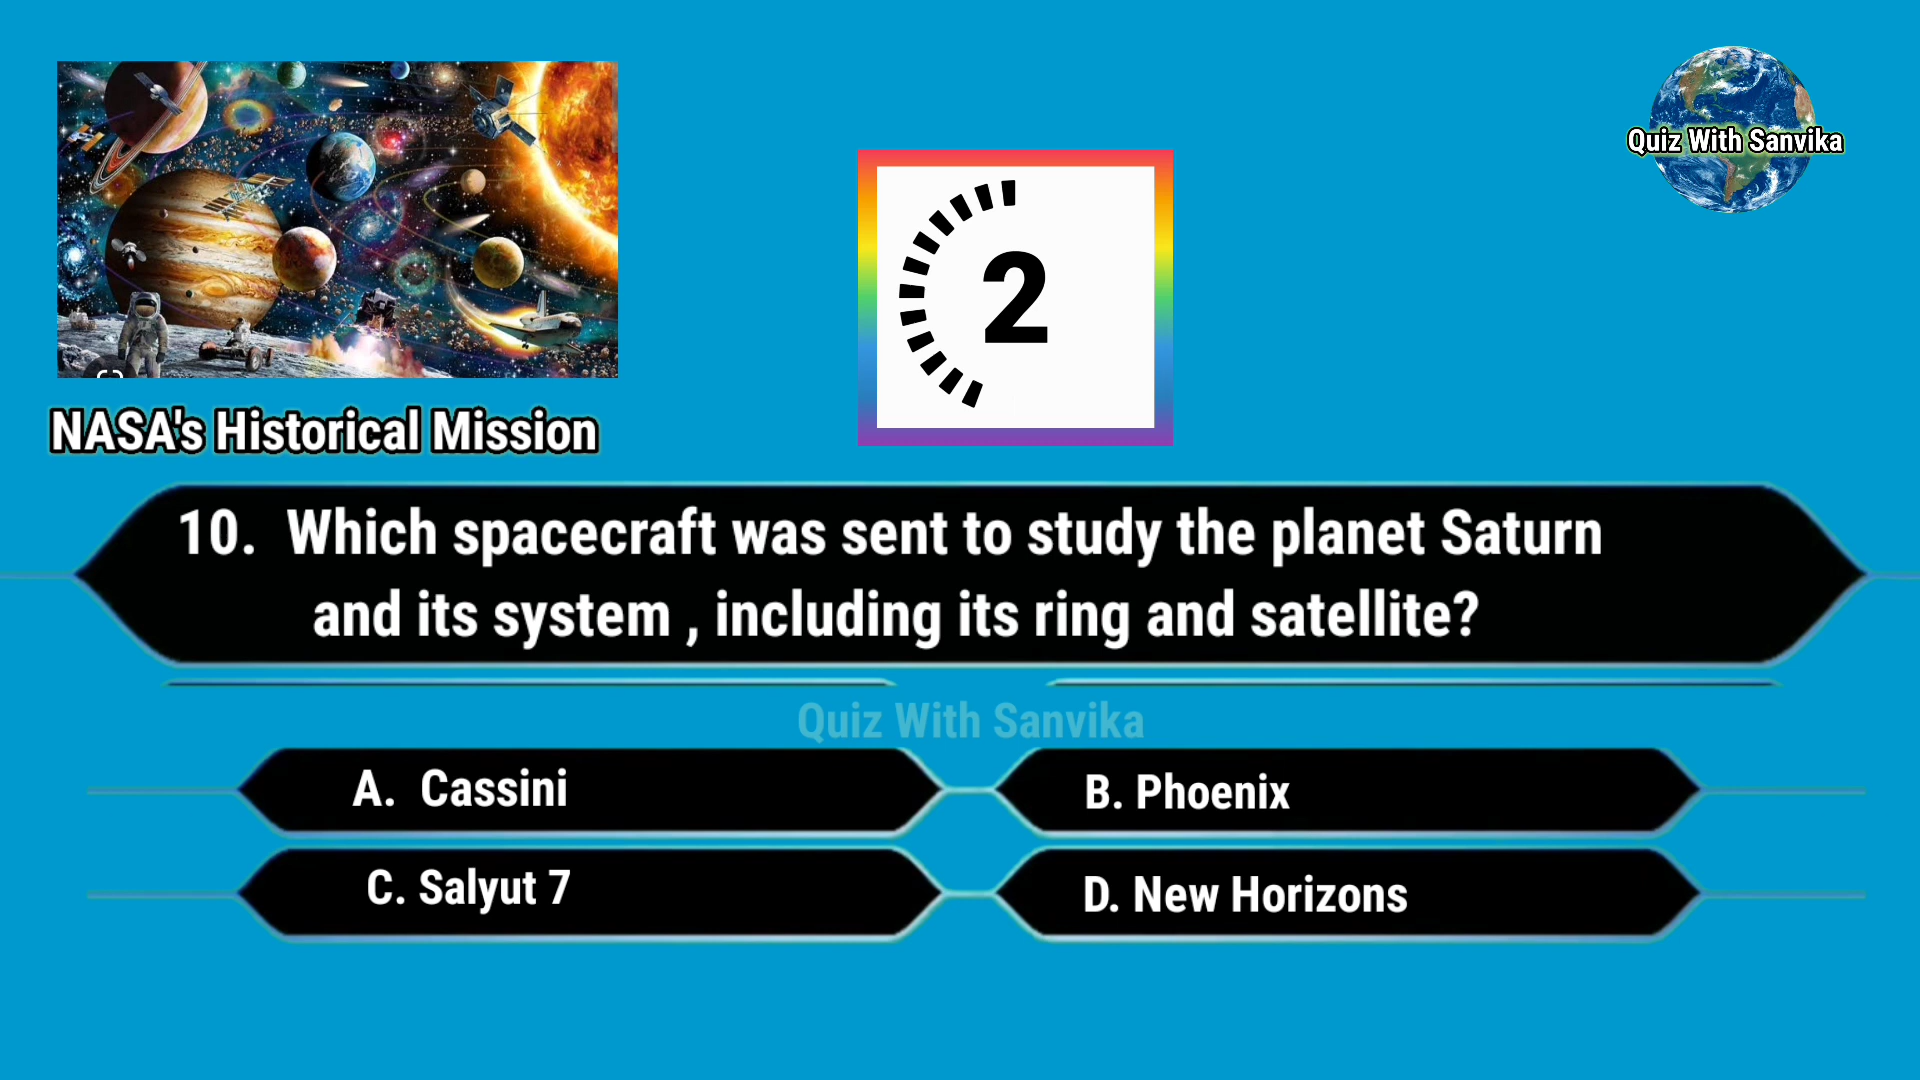 Quiz With Sanvika
2
NASA's Historical Mission
10. Which spacecraft was sent to study the planet Saturn
and its system , including its ring and satellite?
Quiz With Sanvika
A. Cassini
B. Phoenix
C. Salyut 7
D. New Horizons